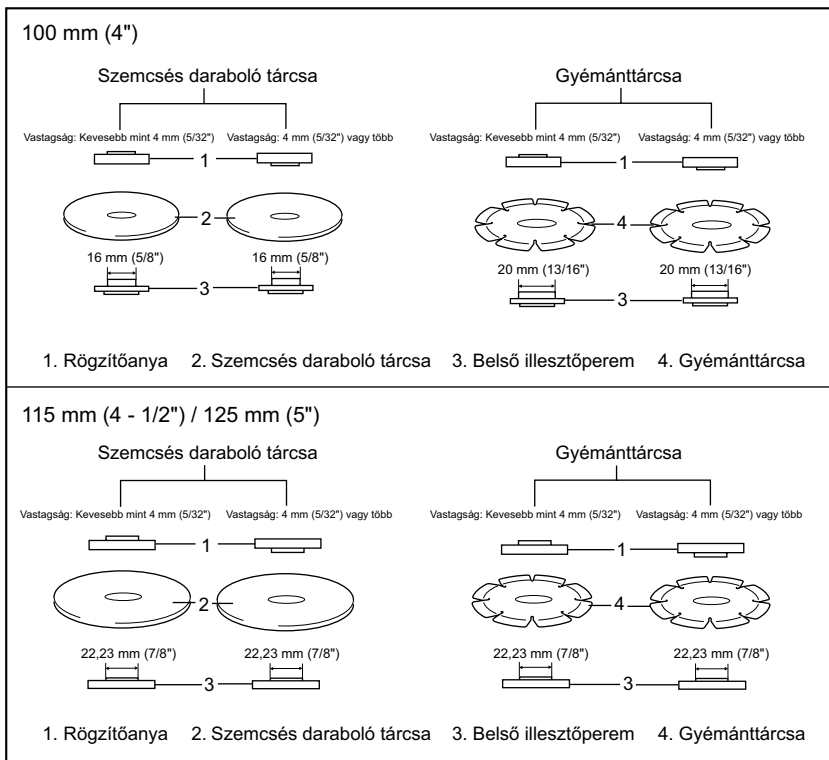 100 mm (4")
Szemcsés daraboló tárcsa Gyémánttárcsa
Vastagság: Kevesebb mint 4 mm (5/32") Vastagság: 4 mm (5/32") vagy több Vastagság: Kevesebb mint 4 mm (5/32") Vastagság: 4 mm (5/32") vagy több
1 1
2 4
16 mm (5/8") 16 mm (5/8") 20 mm (13/16") 20 mm (13/16")
3 3
1. Rögzítőanya 2. Szemcsés daraboló tárcsa 3. Belső illesztőperem 4. Gyémánttárcsa
115 mm (4 - 1/2") / 125 mm (5")
Szemcsés daraboló tárcsa Gyémánttárcsa
Vastagság: Kevesebb mint 4 mm (5/32") Vastagság: 4 mm (5/32") vagy több Vastagság: Kevesebb mint 4 mm (5/32") Vastagság: 4 mm (5/32") vagy több
1 1
2 4
22,23 mm (7/8") 22,23 mm (7/8") 22,23 mm (7/8") 22,23 mm (7/8")
3 3
1. Rögzítőanya 2. Szemcsés daraboló tárcsa 3. Belső illesztőperem 4. Gyémánttárcsa